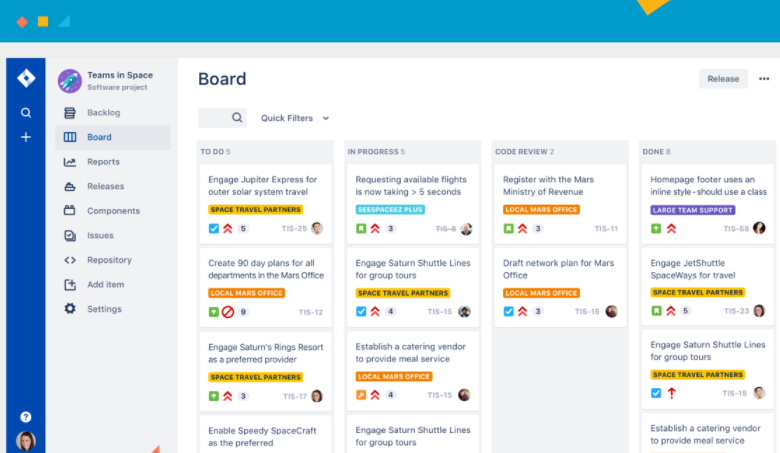 Teams in Space
Software project
Backlog
Board
Reports
Releases
Components
Issues
Repository
Add item
Settings
?
Board
Release
Quick Filters
TO DO 5
Engage Jupiter Express for
outer solar system travel
SPACE TRAVEL PARTNERS
5 TIS-25
Create 90 day plans for all
departments in the Mars Office
LOCAL MARS OFFICE
9 TIS-12
Engage Saturn's Rings Resort
as a preferred provider
SPACE TRAVEL PARTNERS
3 TIS-17
Enable Speedy SpaceCraft
as the preferred
IN PROGRESS 5
Requesting available flights
is now taking > 5 seconds
SEESPACEEZ PLUS
3 TIS-8
Engage Saturn Shuttle Lines
for group tours
SPACE TRAVEL PARTNERS
4 TIS-15
Establish a catering vendor
to provide meal service
LOCAL MARS OFFICE
4 TIS-15
Engage Saturn Shuttle Lines
for group tours
CODE REVIEW 2
Register with the Mars
Ministry of Revenue
LOCAL MARS OFFICE
3 TIS-11
Draft network plan for Mars
Office
LOCAL MARS OFFICE
3 TIS-15
DONE 8
Homepage footer uses an
inline style-should use a class
LARGE TEAM SUPPORT
TIS-68
Engage JetShuttle
SpaceWays for travel
SPACE TRAVEL PARTNERS
5 TIS-23
Engage Saturn Shuttle Lines
for group tours
SPACE TRAVEL PARTNERS
TIS-15
Establish a catering vendor
to provide meal service